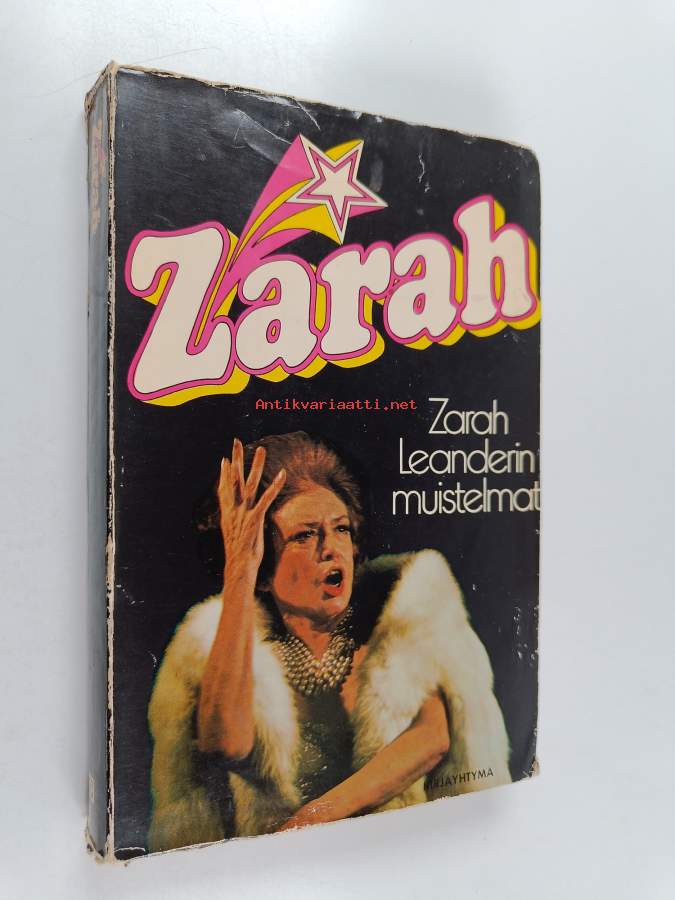 Zarah
Antikvariaatti.net
Zarah
Leanderin
muistelmat
KIRJAYHTYMÄ